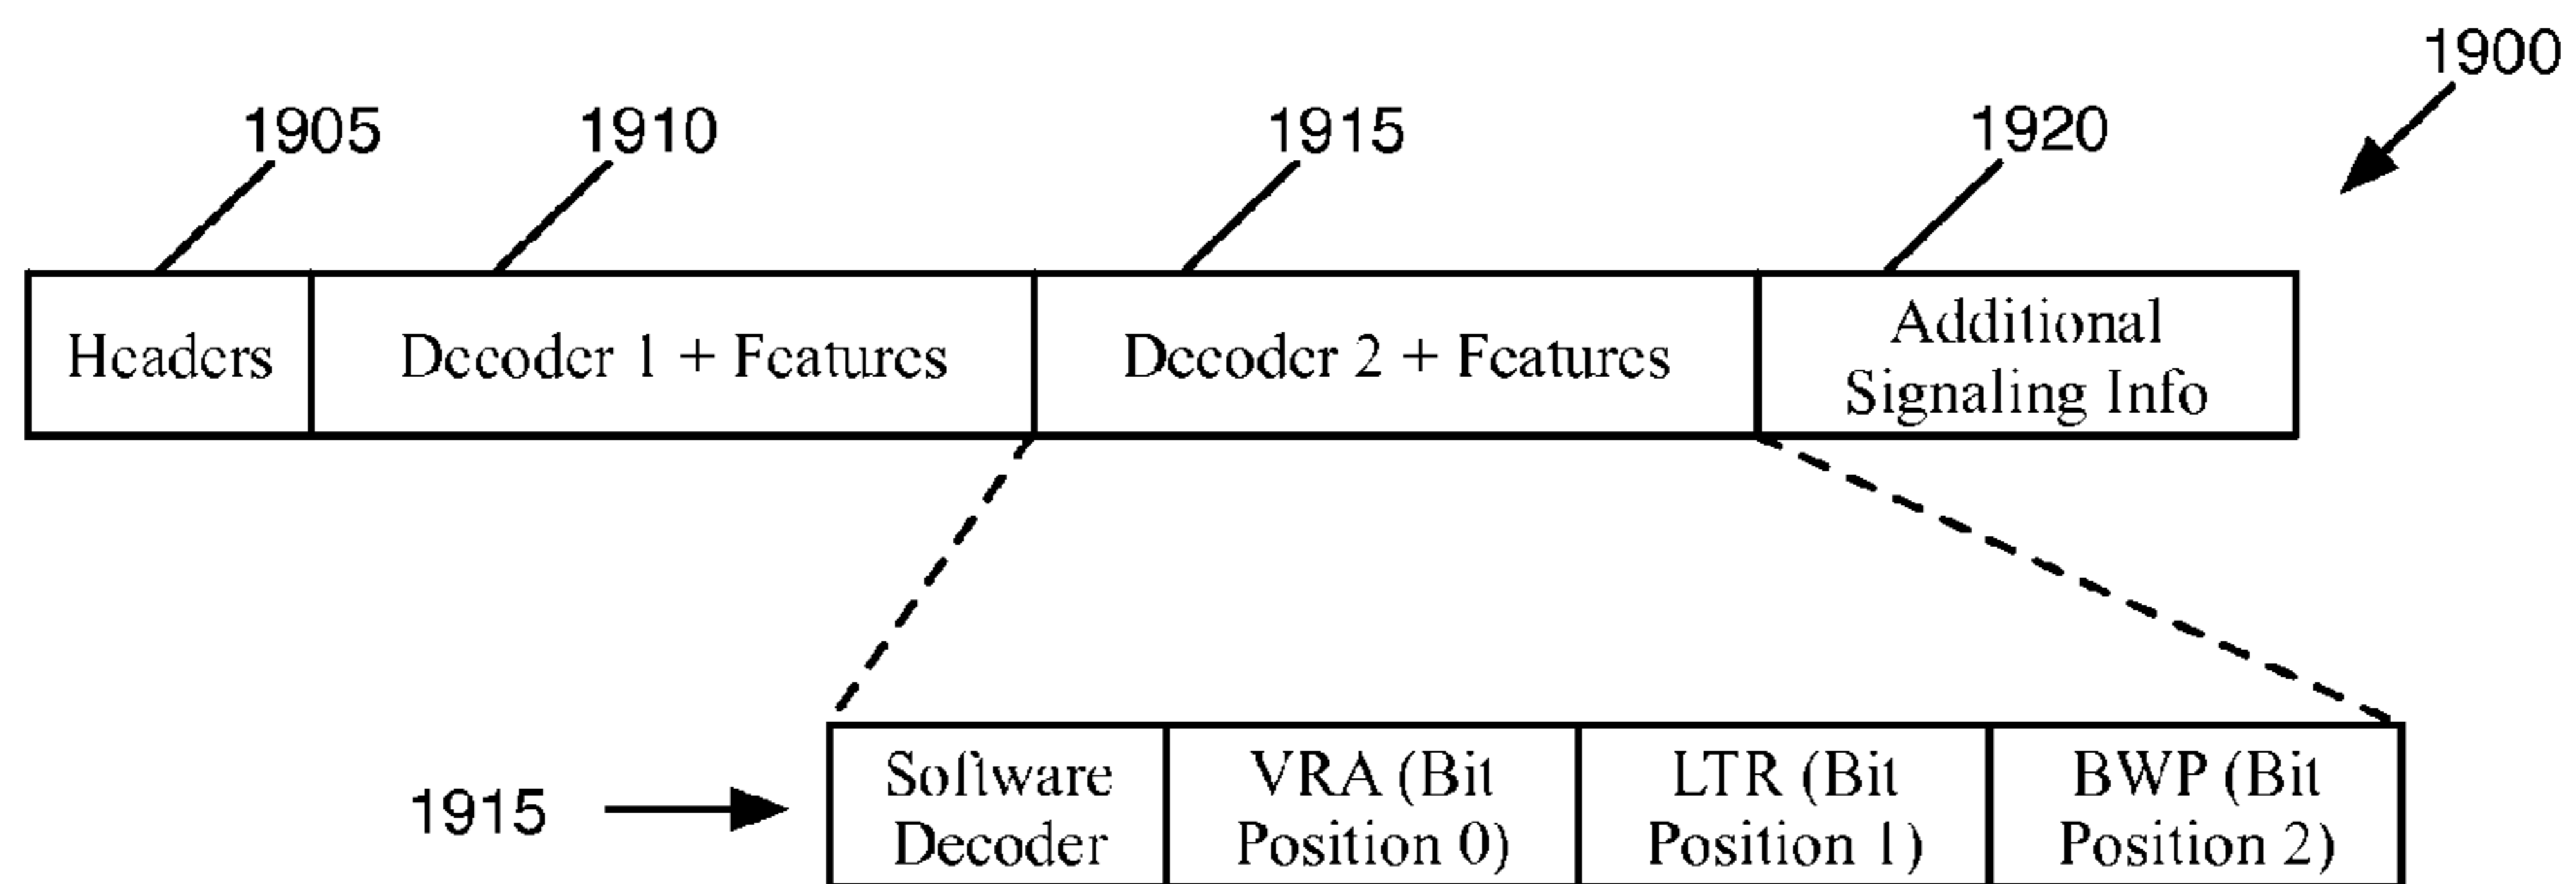 1900
1905
1910
1915
1920
Headers
Decoder 1 + Features
Decoder 2 + Features
Additional
Signaling Info
1915
Software
Decoder
VRA (Bit
Position 0)
LTR (Bit
Position 1)
BWP (Bit
Position 2)